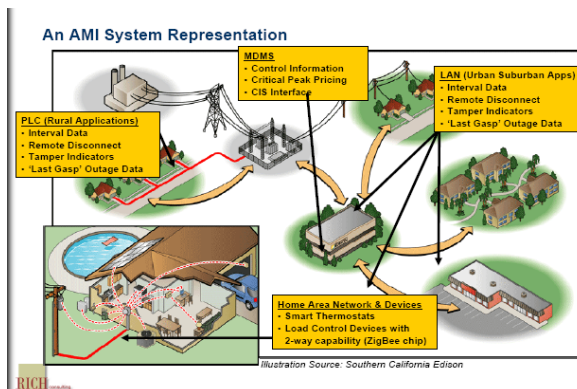 An AMI System Representation
MDMS
• Control Information
• Critical Peak Pricing
• CIS Interface
LAN (Urban Suburban Apps)
• Interval Data
• Remote Disconnect
• Tamper Indicators
• ‘Last Gasp’ Outage Data
PLC (Rural Applications)
• Interval Data
• Remote Disconnect
• Tamper Indicators
• ‘Last Gasp’ Outage Data
Home Area Network & Devices
• Smart Thermostats
• Load Control Devices with
2-way capability (ZigBee chip)
Illustration Source: Southern California Edison
RICH